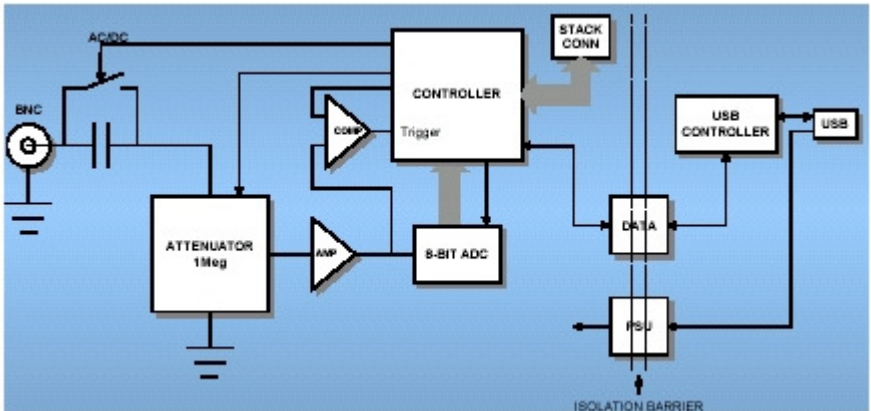 AC/DC
STACK
CONN
CONTROLLER
BNC
COMP
Trigger
USB
CONTROLLER
USB
ATTENUATOR
1Meg
AMP
8-BIT ADC
DATA
PSU
ISOLATION BARRIER